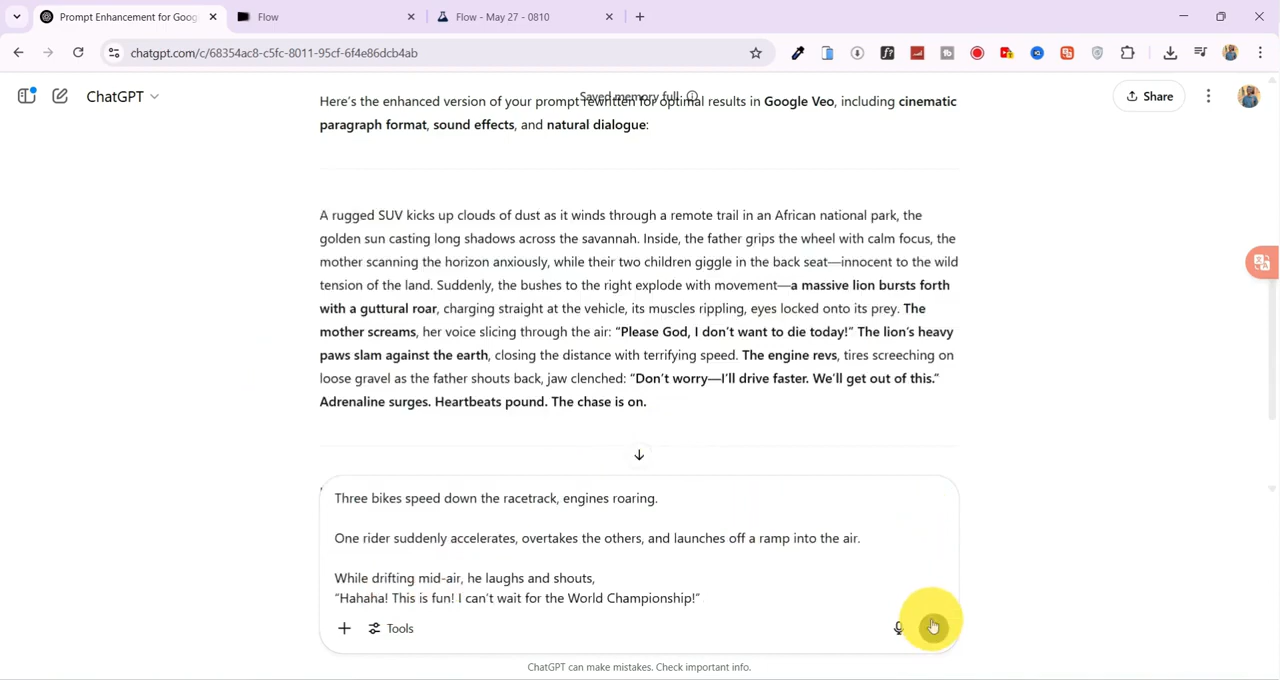 Prompt Enhancement for Goog
Flow
Flow - May 27 - 0810
chatgpt.com/c/68354ac8-c5fc-8011-95cf-6f4e86dcb4ab
ChatGPT
Saved memory full
Share
Here's the enhanced version of your prompt rewritten for optimal results in Google Veo, including cinematic
paragraph format, sound effects, and natural dialogue:
A rugged SUV kicks up clouds of dust as it winds through a remote trail in an African national park, the
golden sun casting long shadows across the savannah. Inside, the father grips the wheel with calm focus, the
mother scanning the horizon anxiously, while their two children giggle in the back seat—innocent to the wild
tension of the land. Suddenly, the bushes to the right explode with movement—a massive lion bursts forth
with a guttural roar, charging straight at the vehicle, its muscles rippling, eyes locked onto its prey. The
mother screams, her voice slicing through the air: “Please God, I don’t want to die today!” The lion’s heavy
paws slam against the earth, closing the distance with terrifying speed. The engine revs, tires screeching on
loose gravel as the father shouts back, jaw clenched: “Don’t worry—I’ll drive faster. We’ll get out of this.”
Adrenaline surges. Heartbeats pound. The chase is on.
Three bikes speed down the racetrack, engines roaring.
One rider suddenly accelerates, overtakes the others, and launches off a ramp into the air.
While drifting mid-air, he laughs and shouts,
“Hahaha! This is fun! I can’t wait for the World Championship!”
Tools
ChatGPT can make mistakes. Check important info.